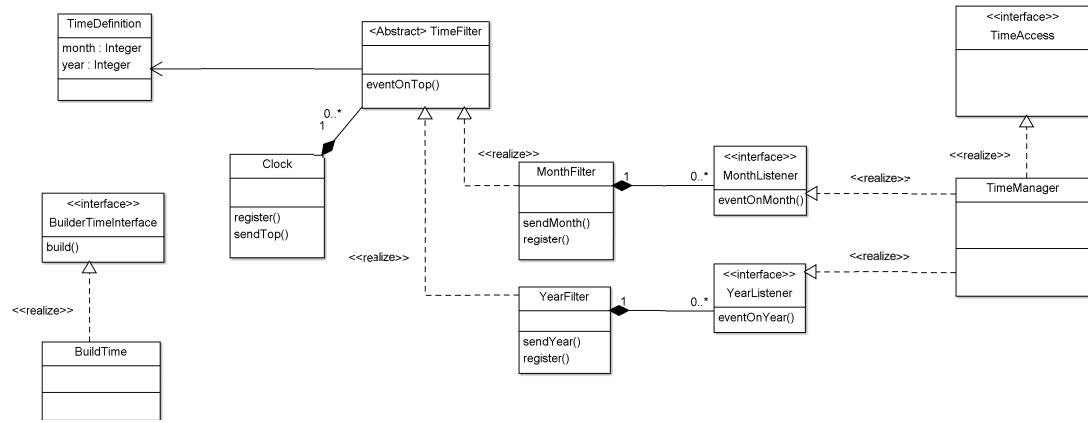 TimeDefinition
month : Integer
year : Integer
<Abstract> TimeFilter
eventOnTop()
<<interface>>
TimeAccess
0..*
1
Clock
register()
sendTop()
<<realize>>
<<realize>>
MonthFilter
sendMonth()
register()
1
0..*
<<interface>>
MonthListener
eventOnMonth()
<<realize>>
TimeManager
<<interface>>
BuilderTimeInterface
build()
<<realize>>
<<realize>>
YearFilter
sendYear()
register()
1
0..*
<<interface>>
YearListener
eventOnYear()
<<realize>>
BuildTime